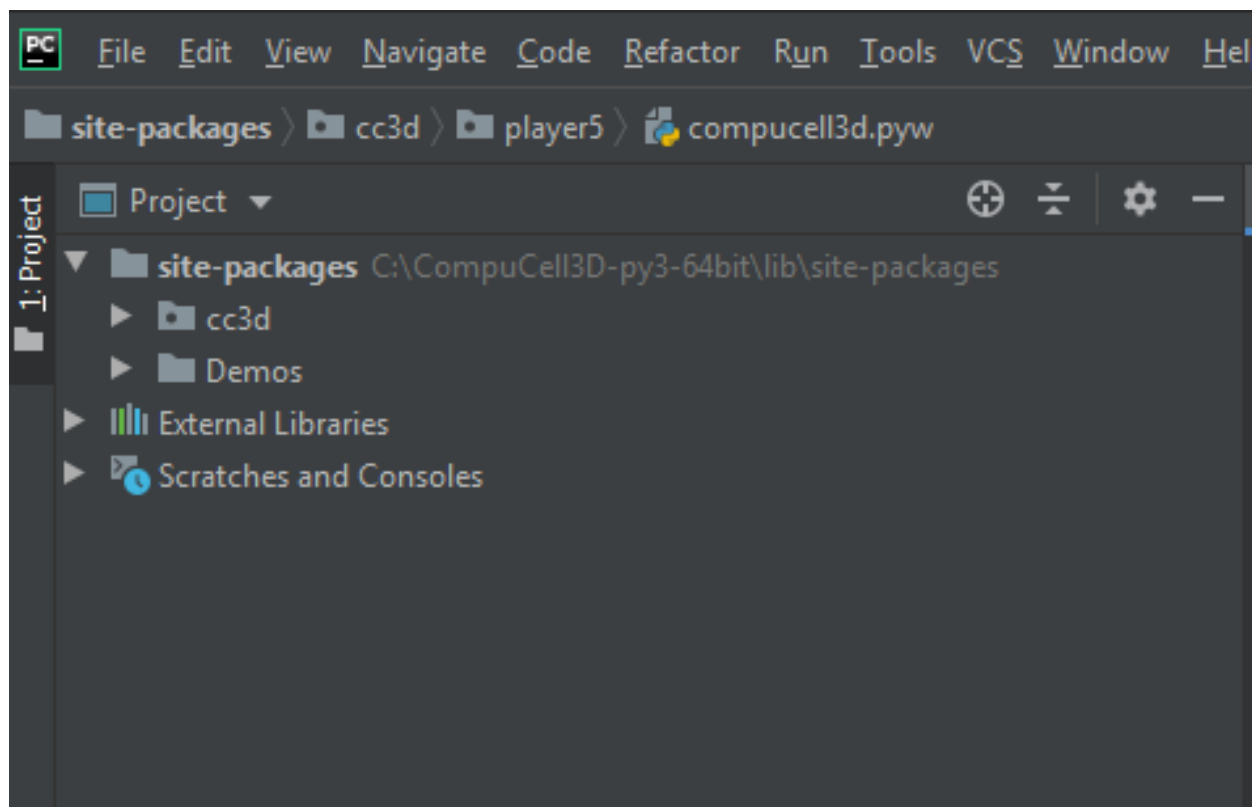 PC File Edit View Navigate Code Refactor Run Tools VCS Window Hel
site-packages cc3d player5 compucell3d.pyw
Project
1: Project
site-packages C:\CompuCell3D-py3-64bit\lib\site-packages
cc3d
Demos
External Libraries
Scratches and Consoles